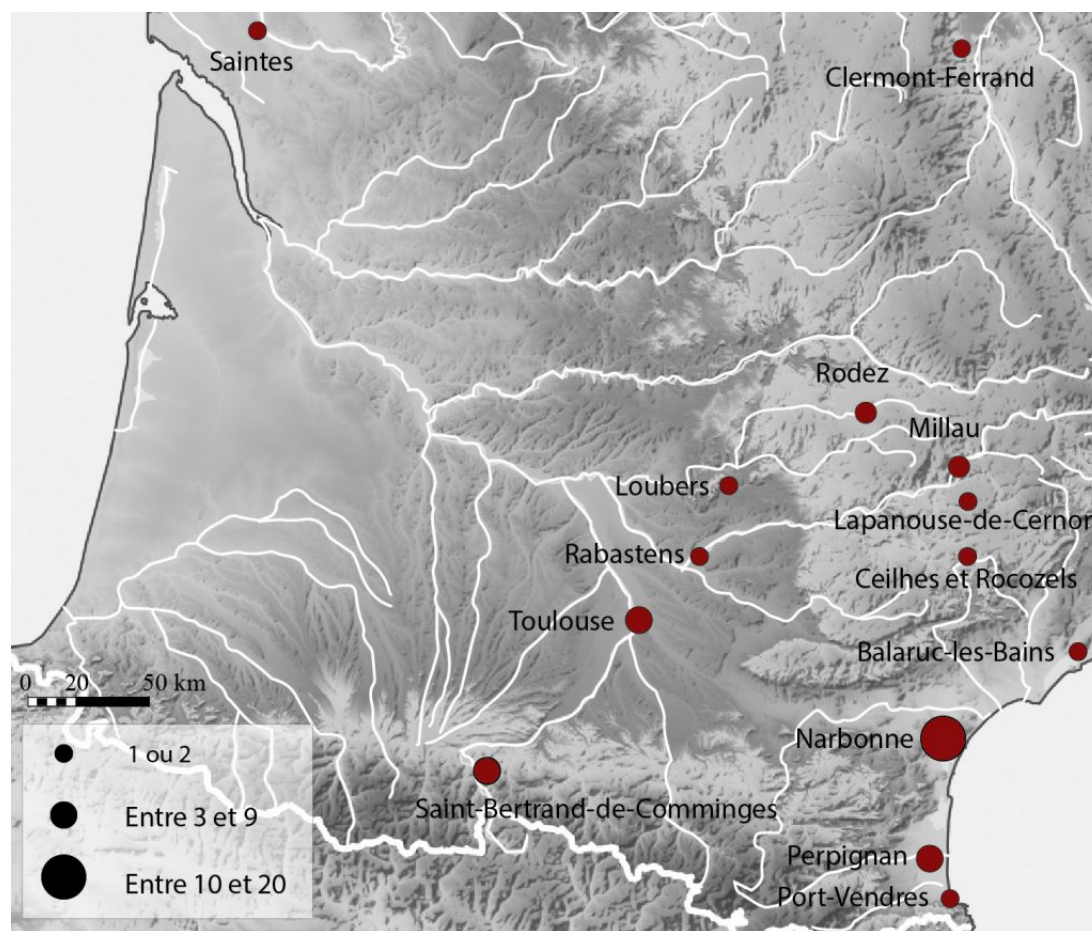 Saintes
Clermont-Ferrand
Rodez
Millau
Loubers
Lapanouse-de-Cernon
Rabastens
Ceilhes et Rocozels
Toulouse
Balaruc-les-Bains
0 20 50 km
Narbonne
1 ou 2
Saint-Bertrand-de-Comminges
Entre 3 et 9
Perpignan
Entre 10 et 20
Port-Vendres